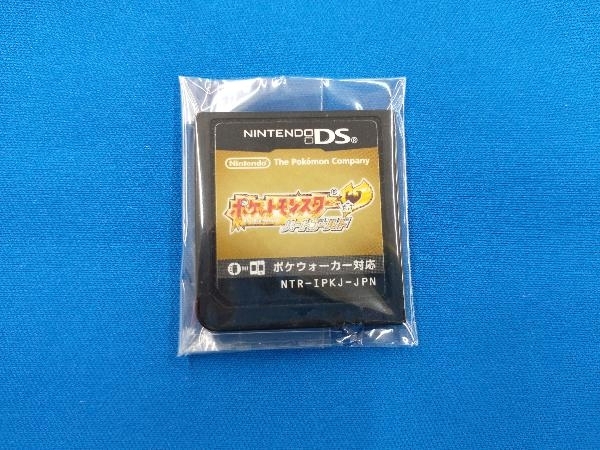 NINTENDO DS®
Nintendo The Pokémon Company
ポケットモンスター
ハートゴールド
ポケウォーカー対応
NTR-IPKJ-JPN